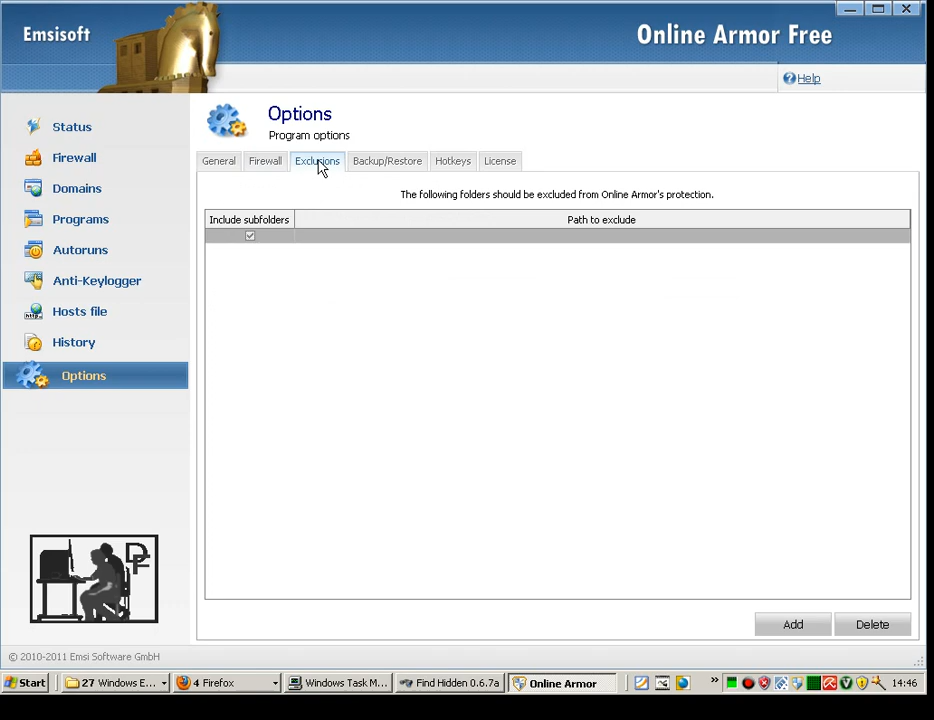 Emsisoft
Online Armor Free
Help
Status
Firewall
Domains
Programs
Autoruns
Anti-Keylogger
Hosts file
History
Options
Options
Program options
General
Firewall
Exclusions
Backup/Restore
Hotkeys
License
The following folders should be excluded from Online Armor's protection.
Include subfolders
Path to exclude
DF
Add
Delete
© 2010-2011 Emsi Software GmbH
Start
27 Windows E...
4 Firefox
Windows Task M...
Find Hidden 0.6.7a
Online Armor
»
14:46